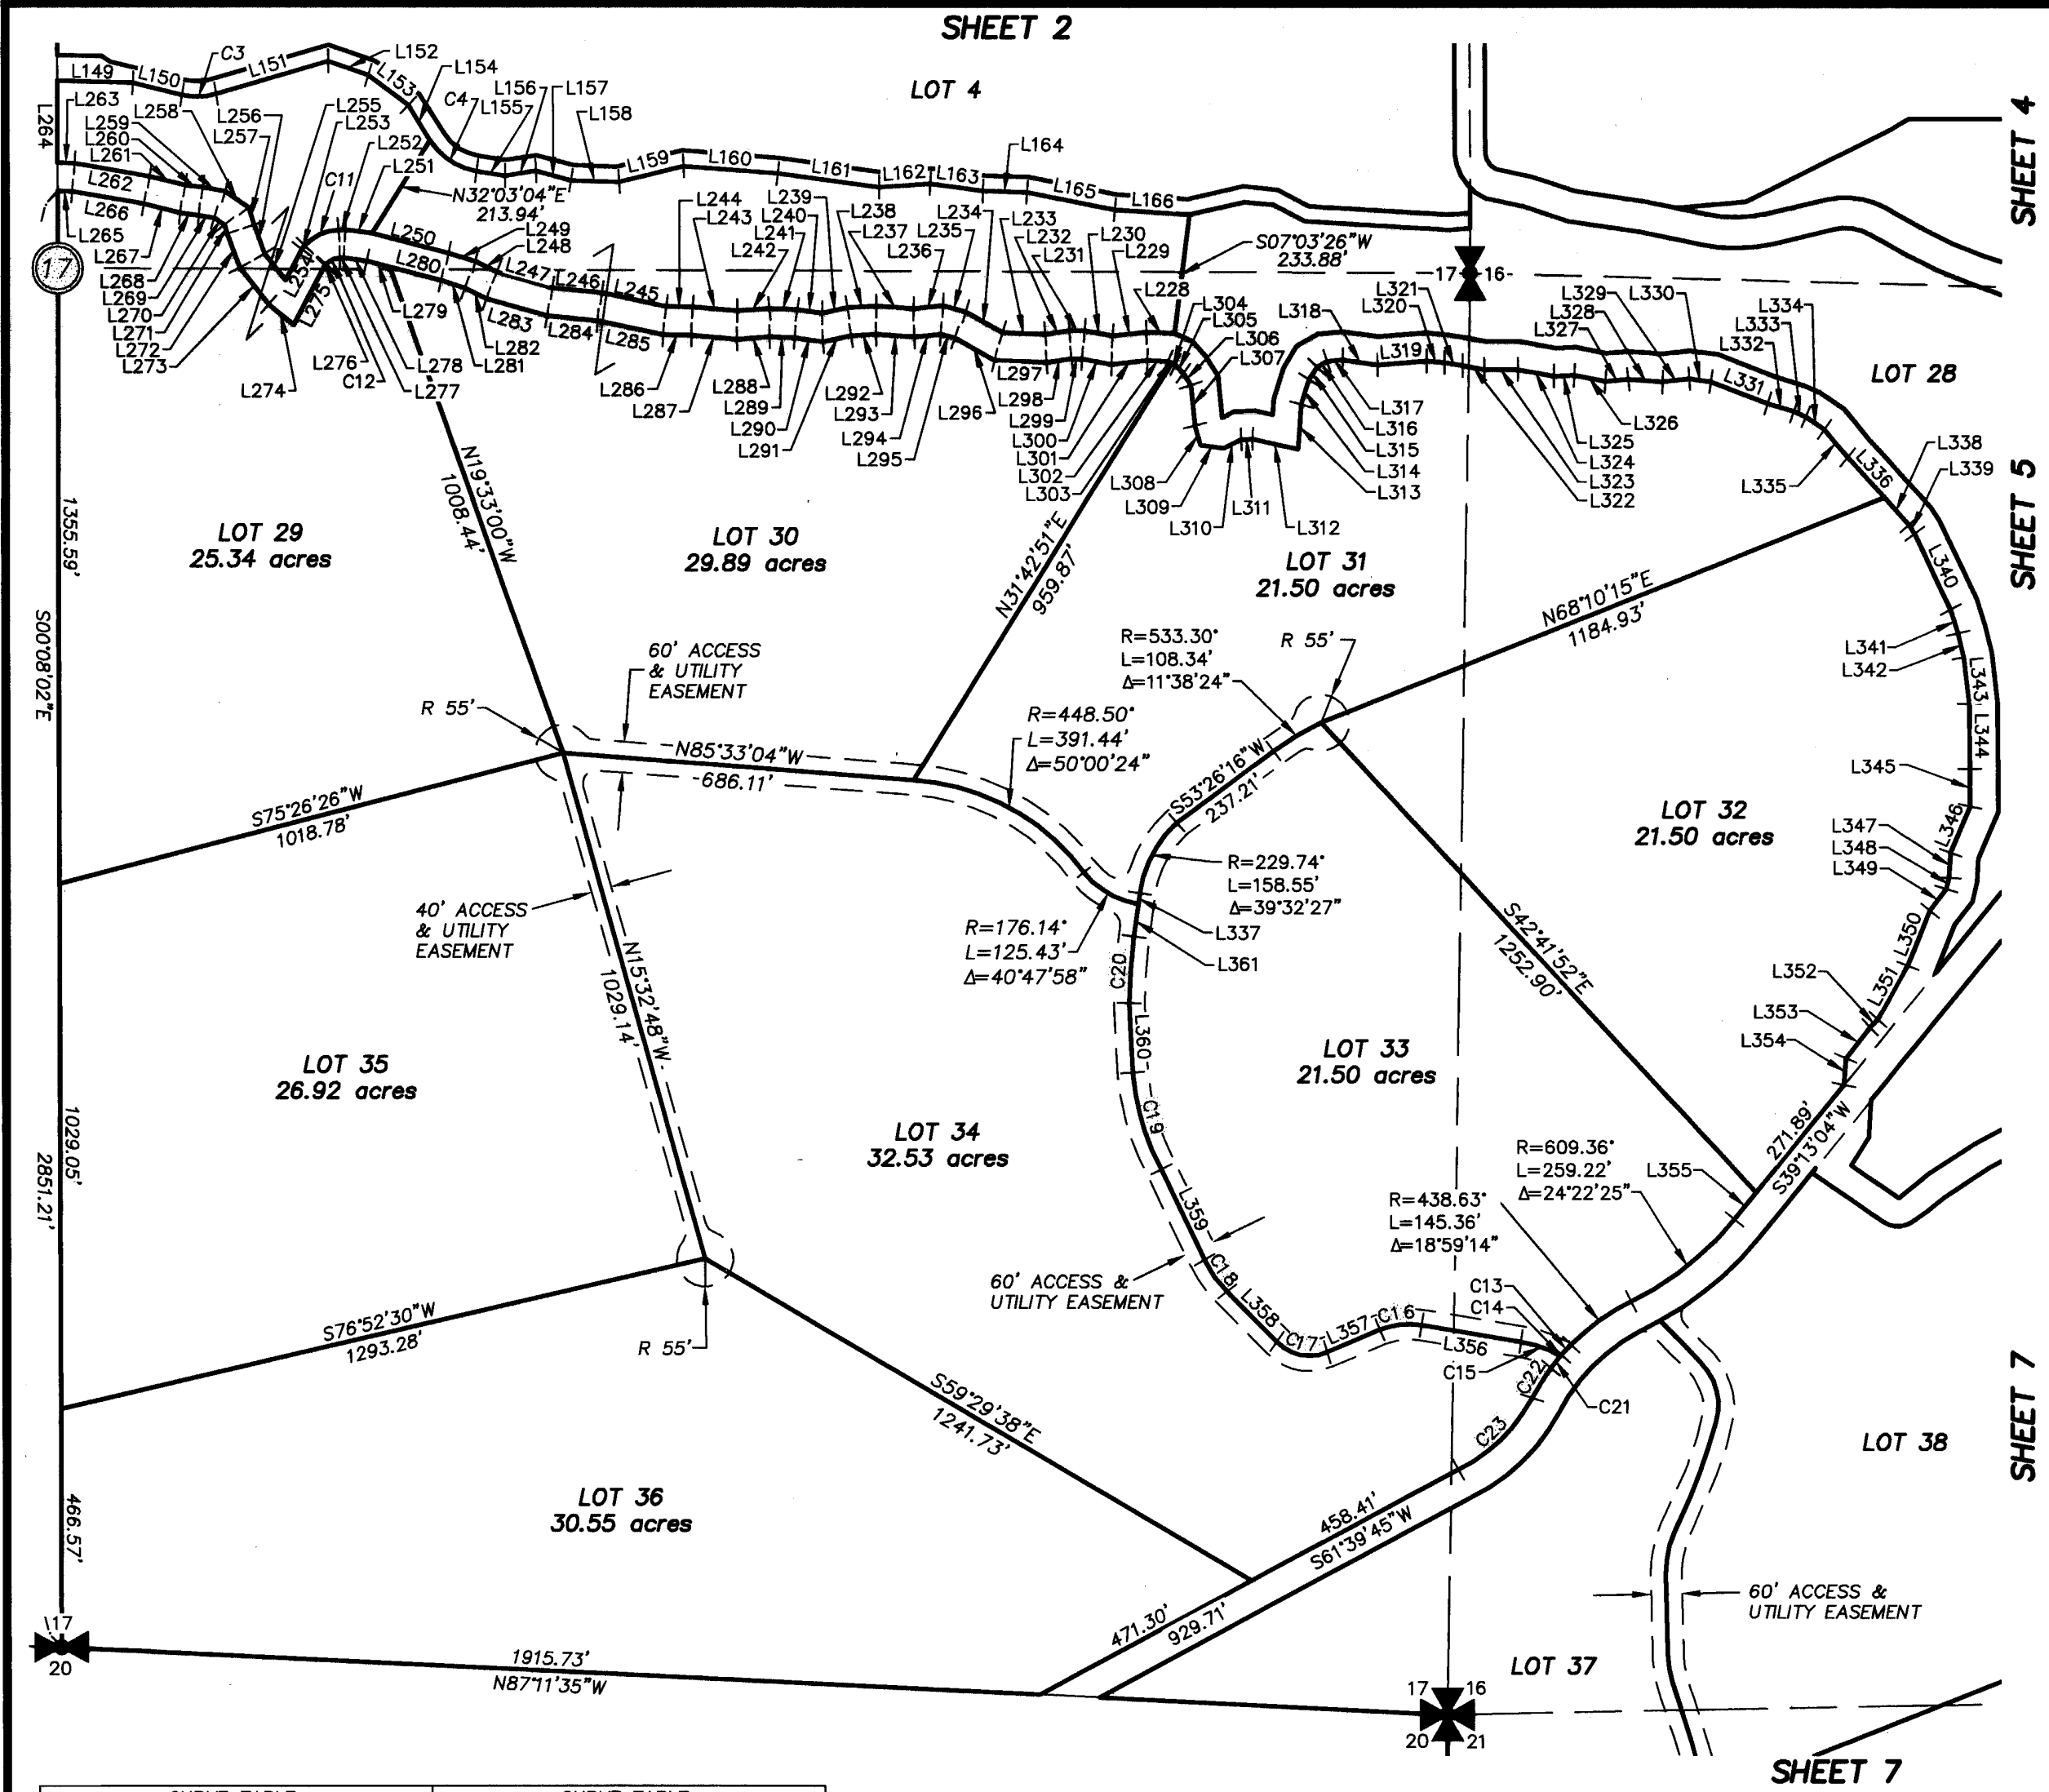 SHEET 2
SHEET 4
SHEET 5
SHEET 7
SHEET 7
LOT 4
L149
L150
C3
L151
L152
L153
L154
C4
L155
L156
L157
L158
L159
L160
L161
L162
L163
L164
L165
L166
L264
L263
L258
L259
L260
L261
L262
L266
L265
L267
L268
L269
L270
L271
L272
L273
L274
L256
L257
L255
L253
L252
L251
C11
L254
L275
L276
C12
L277
L278
L279
L280
L250
L249
L248
L247
L246
L245
L281
L282
L283
L284
L285
L286
L287
L288
L289
L290
L291
L292
L293
L294
L295
L296
L297
L298
L299
L300
L301
L302
L303
L244
L243
L242
L241
L240
L239
L238
L237
L236
L235
L234
L233
L232
L231
L230
L229
L228
L304
L305
L306
L307
L308
L309
L310
L311
L312
L313
L314
L315
L316
L317
L318
L319
L320
L321
L322
L323
L324
L325
L326
L327
L328
L329
L330
L331
L332
L333
L334
L335
L336
L338
L339
L340
L341
L342
L343
L344
L345
L346
L347
L348
L349
L350
L351
L352
L353
L354
L355
N32°03'04"E
213.94'
S07°03'26"W
233.88'
17
17 16
LOT 28
LOT 29
25.34 acres
LOT 30
29.89 acres
LOT 31
21.50 acres
LOT 32
21.50 acres
LOT 33
21.50 acres
LOT 34
32.53 acres
LOT 35
26.92 acres
LOT 36
30.55 acres
LOT 37
LOT 38
1355.59'
S00°08'02"E
1029.05'
2851.21'
466.57'
N19°33'00"W
1008.44'
N31°42'51"E
959.87'
N68°10'15"E
1184.93'
60' ACCESS
& UTILITY
EASEMENT
R 55'
R 55'
R=533.30'
L=108.34'
Δ=11°38'24"
R=448.50'
L=391.44'
Δ=50°00'24"
N85°33'04"W
686.11'
S53°26'16"W
237.21'
S75°26'26"W
1018.78'
R=229.74'
L=158.55'
Δ=39°32'27"
R=176.14'
L=125.43'
Δ=40°47'58"
L337
L361
C20
L360
C19
L359
C18
L358
C17
L357
C16
L356
C15
C13
C14
C21
C22
C23
40' ACCESS
& UTILITY
EASEMENT
N15°32'48"W
1029.14'
S42°41'52"E
1252.90'
271.89'
S39°13'04"W
R=609.36'
L=259.22'
Δ=24°22'25"
R=438.63'
L=145.36'
Δ=18°59'14"
60' ACCESS &
UTILITY EASEMENT
S76°52'30"W
1293.28'
R 55'
S59°29'38"E
1241.73'
458.41'
S61°39'45"W
471.30'
929.71'
60' ACCESS &
UTILITY EASEMENT
17
20
1915.73'
N87°11'35"W
17 16
20 21